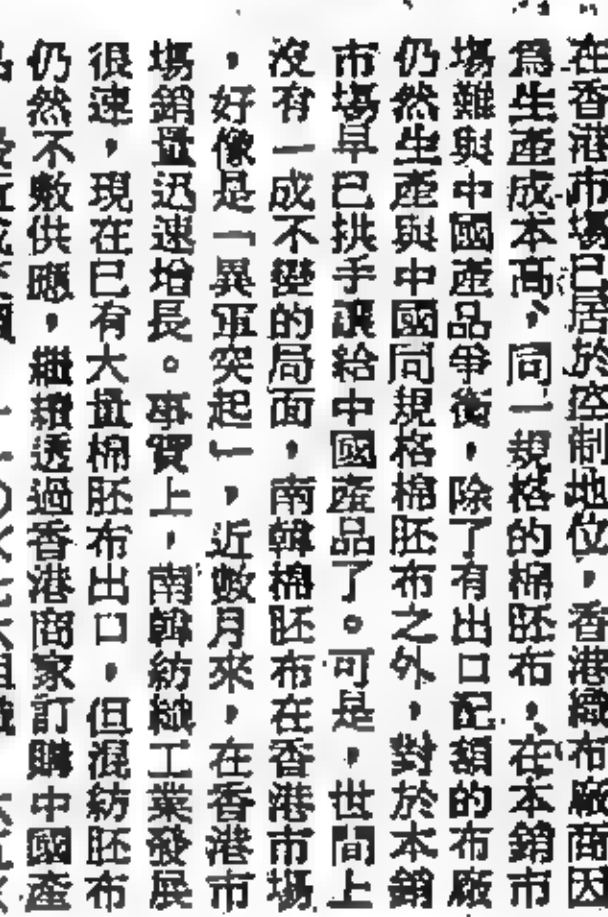 在香港市場已居於控制地位，香港織布廠商因
為生產成本高，同一規格的棉胚布，在本銷市
場難與中國產品爭衡，除了有出口配額的布廠
仍然生產與中國同規格棉胚布之外，對於本銷
市場早已拱手讓給中國產品了。可是，世間上
沒有一成不變的局面，南韓棉胚布在香港市場
，好像是「異軍突起」，近數月來，在香港市
場銷量迅速增長。事實上，南韓紡織工業發展
很速，現在已有大量棉胚布出口，但混紡胚布
仍然不敷供應，繼續透過香港商家訂購中國產